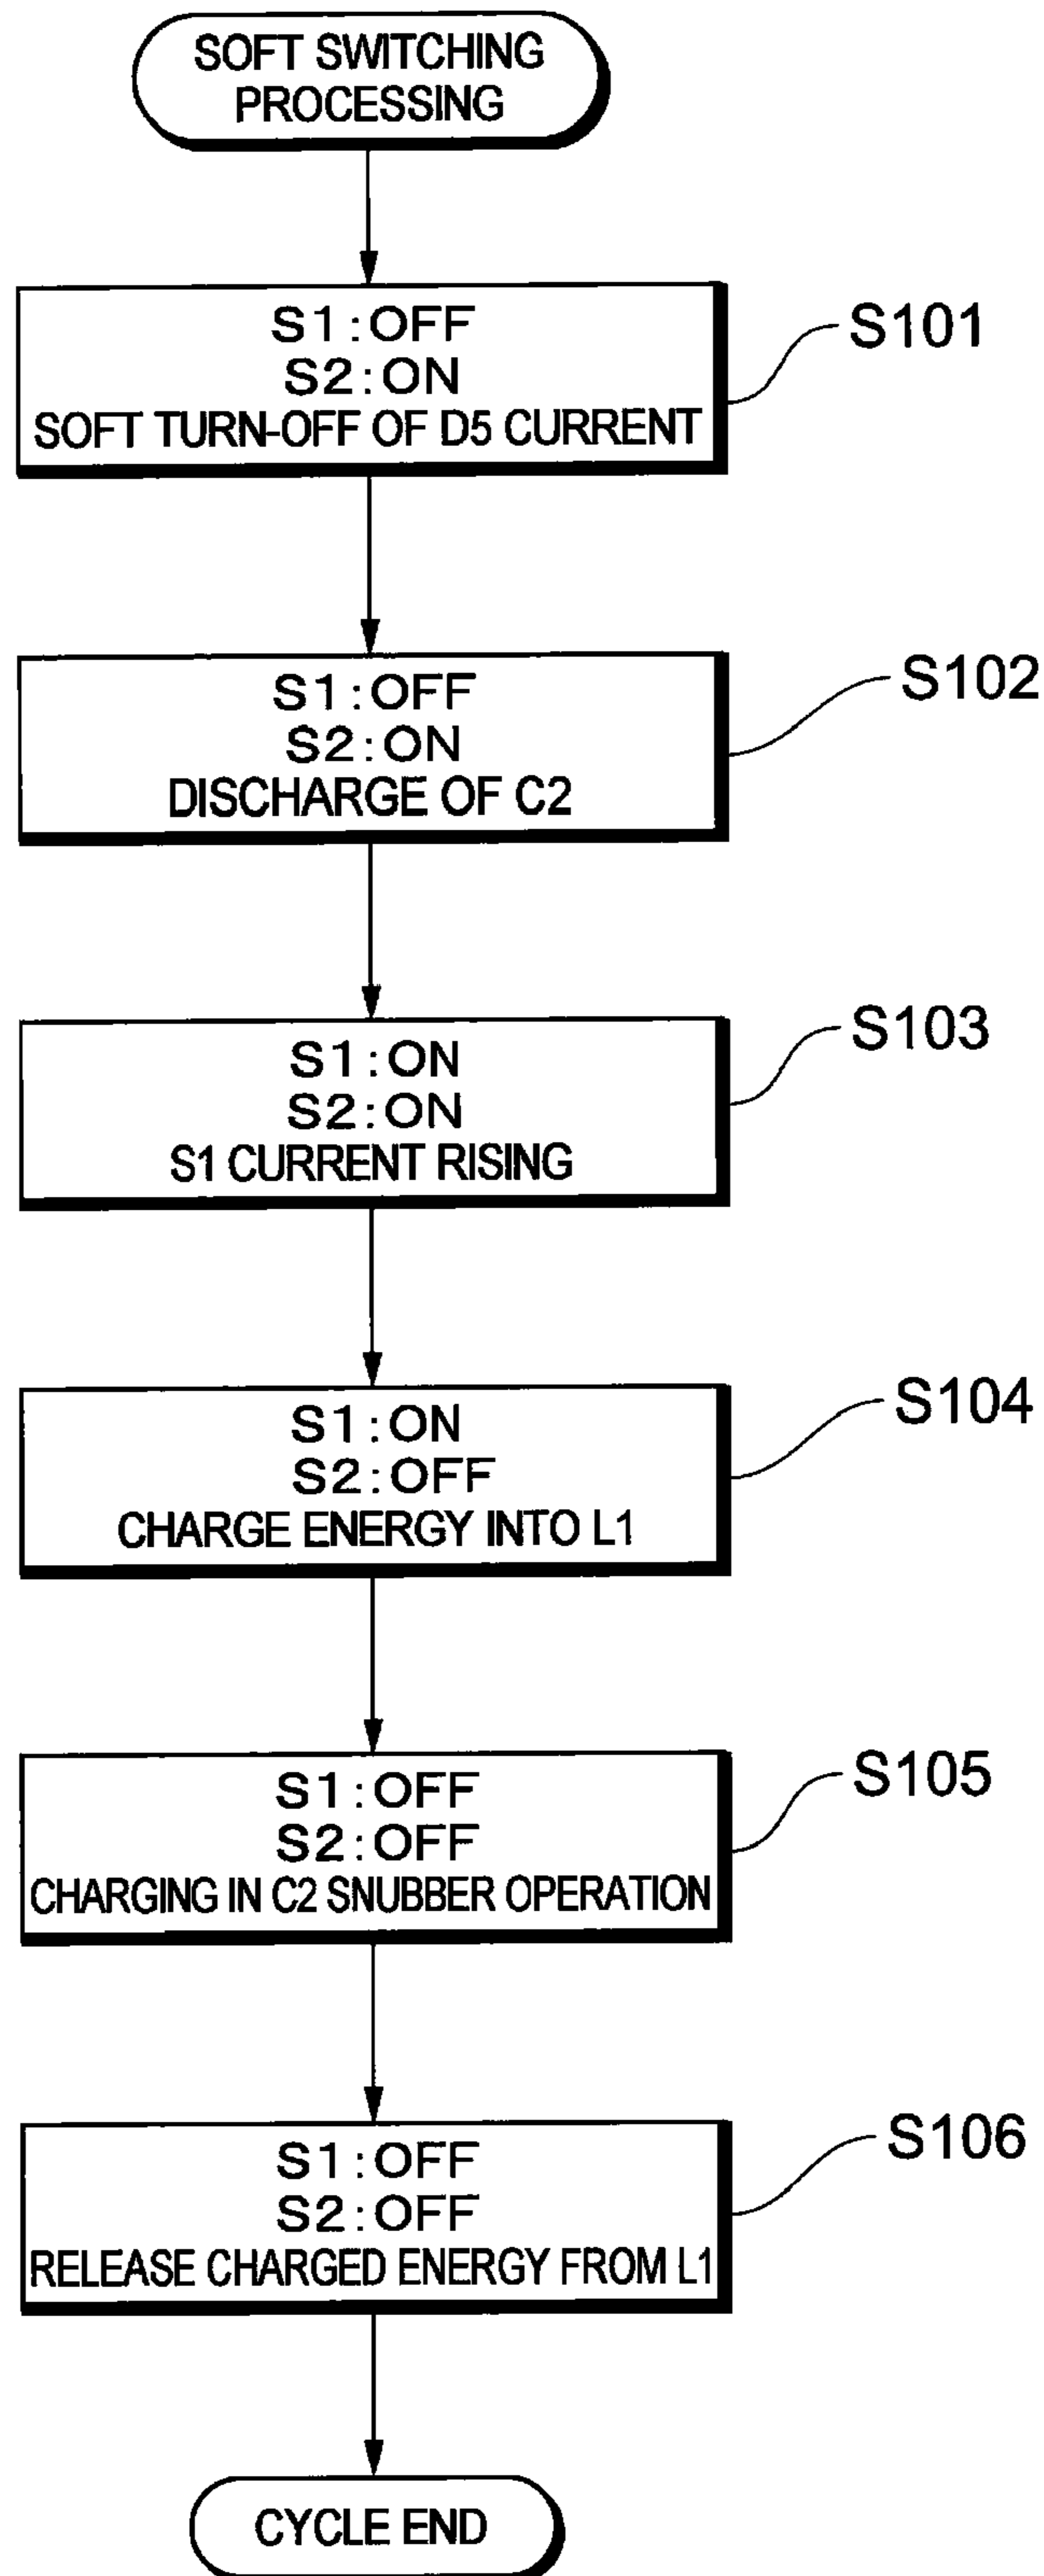 SOFT SWITCHING
PROCESSING
S1:OFF
S2:ON
SOFT TURN-OFF OF D5 CURRENT
S101
S1:OFF
S2:ON
DISCHARGE OF C2
S102
S1:ON
S2:ON
S1 CURRENT RISING
S103
S1:ON
S2:OFF
CHARGE ENERGY INTO L1
S104
S1:OFF
S2:OFF
CHARGING IN C2 SNUBBER OPERATION
S105
S1:OFF
S2:OFF
RELEASE CHARGED ENERGY FROM L1
S106
CYCLE END